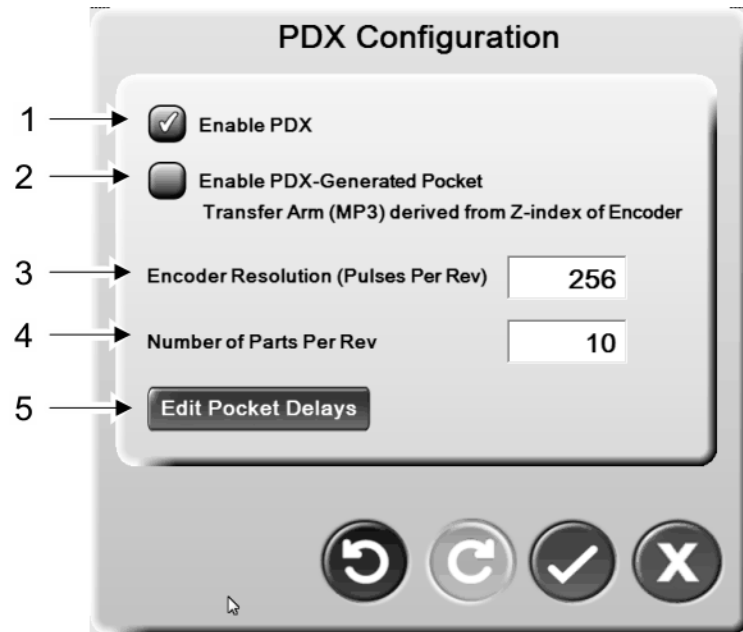 PDX Configuration
1 Enable PDX
2 Enable PDX-Generated Pocket
Transfer Arm (MP3) derived from Z-index of Encoder
3 Encoder Resolution (Pulses Per Rev) 256
4 Number of Parts Per Rev 10
5 Edit Pocket Delays